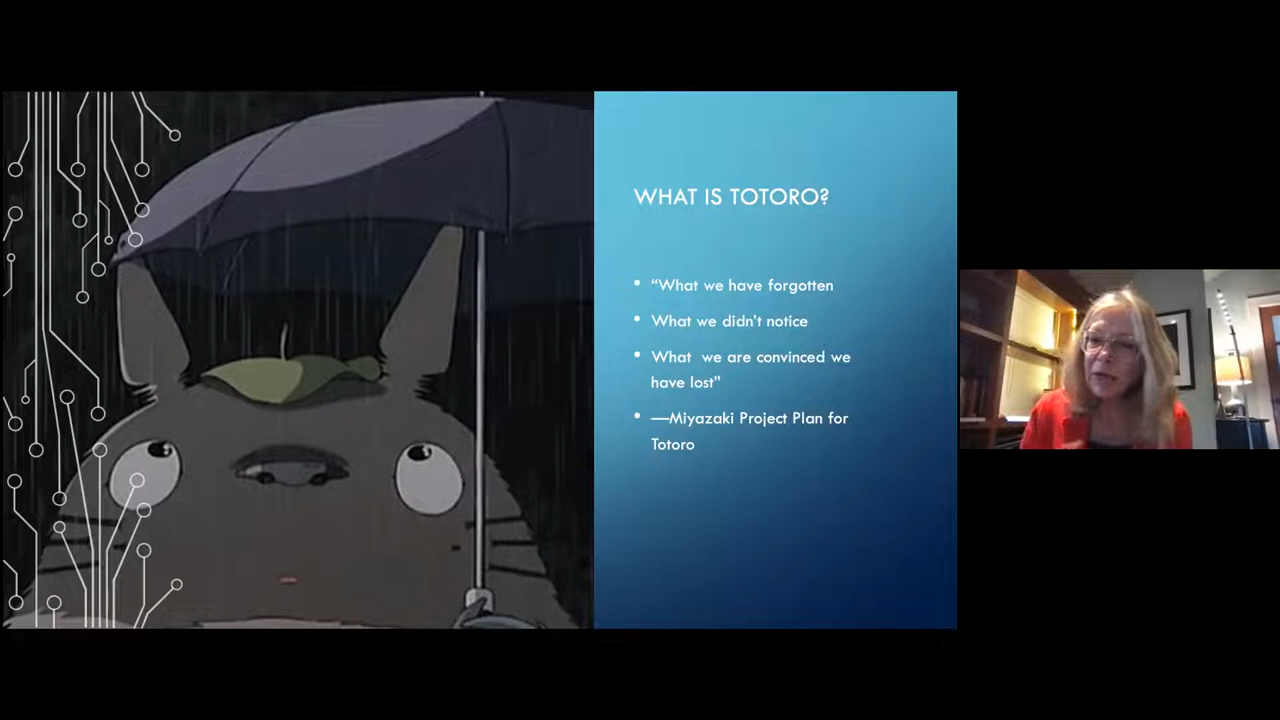 WHAT IS TOTORO?
• “What we have forgotten
• What we didn't notice
• What  we are convinced we
have lost"
• —Miyazaki Project Plan for
Totoro